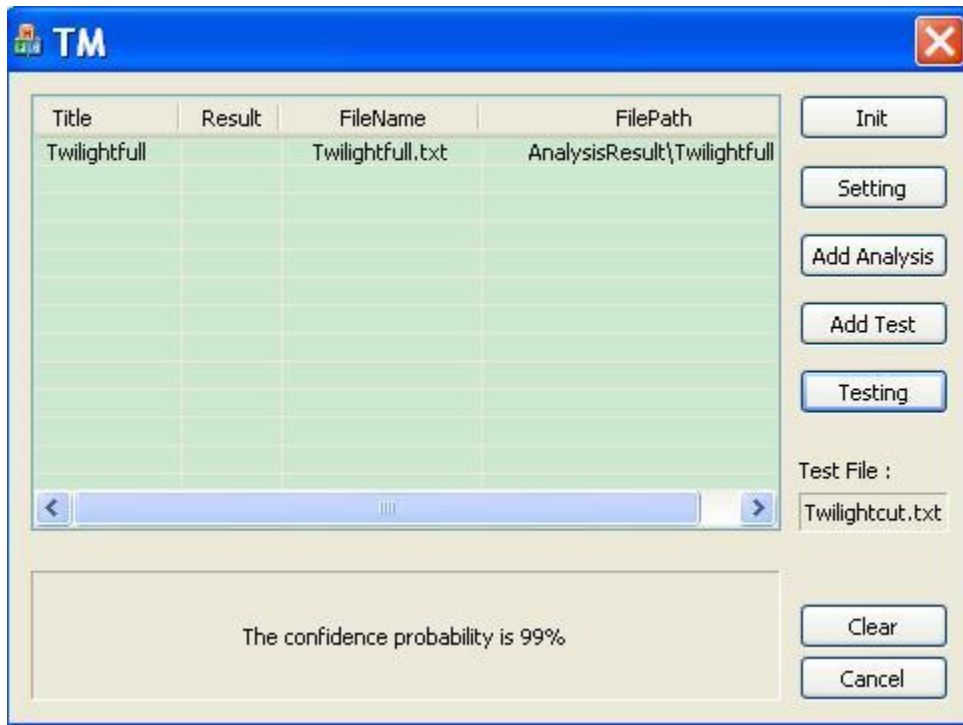 TM
Title Result FileName FilePath
Twilightfull Twilightfull.txt AnalysisResult\Twilightfull
Init
Setting
Add Analysis
Add Test
Testing
Test File :
Twilightcut.txt
The confidence probability is 99%
Clear
Cancel